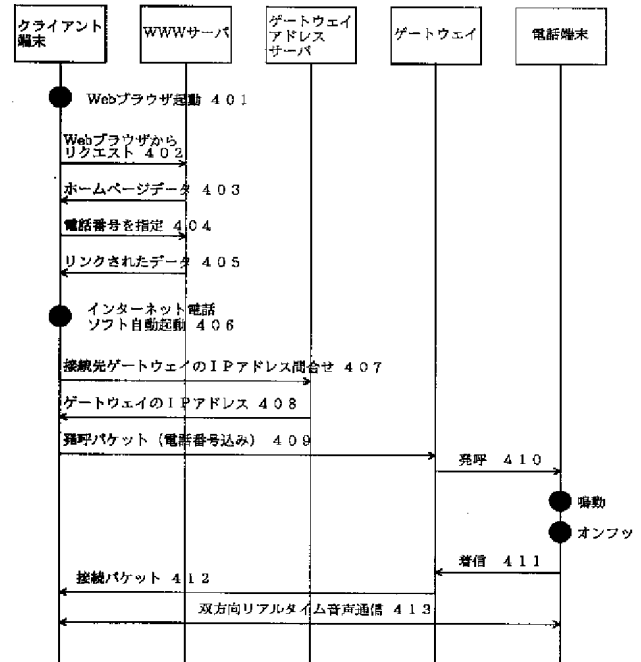 クライアント
端末
WWWサーバ
ゲートウェイ
アドレス
サーバ
ゲートウェイ
電話端末
Webブラウザ起動 401
Webブラウザから
リクエスト 402
ホームページデータ 403
電話番号を指定 404
リンクされたデータ 405
インターネット電話
ソフト自動起動 406
接続先ゲートウェイのIPアドレス問合せ 407
ゲートウェイのIPアドレス 408
発呼パケット（電話番号込み） 409
発呼 410
鳴動
オンフッ
着信 411
接続パケット 412
双方向リアルタイム音声通信 413